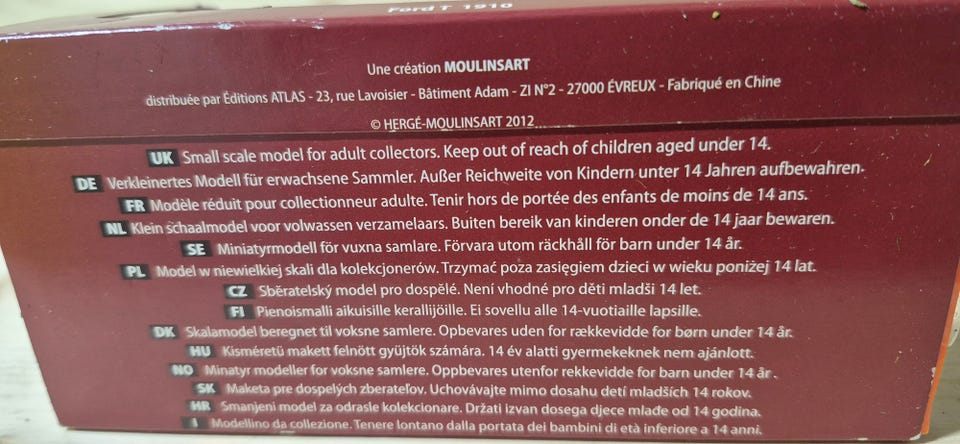 Ford T 1910
Une création MOULINSART
distribuée par Éditions ATLAS - 23, rue Lavoisier - Bâtiment Adam - ZI N°2 - 27000 ÉVREUX - Fabriqué en Chine
© HERGÉ-MOULINSART 2012
UK Small scale model for adult collectors. Keep out of reach of children aged under 14.
DE Verkleinertes Modell für erwachsene Sammler. Außer Reichweite von Kindern unter 14 Jahren aufbewahren.
FR Modèle réduit pour collectionneur adulte. Tenir hors de portée des enfants de moins de 14 ans.
NL Klein schaalmodel voor volwassen verzamelaars. Buiten bereik van kinderen onder de 14 jaar bewaren.
SE Miniatyrmodell för vuxna samlare. Förvara utom räckhåll för barn under 14 år.
PL Model w niewielkiej skali dla kolekcjonerów. Trzymać poza zasięgiem dzieci w wieku poniżej 14 lat.
CZ Sběratelský model pro dospělé. Není vhodné pro děti mladší 14 let.
FI Pienoismalli aikuisille kerallijöille. Ei sovellu alle 14-vuotiaille lapsille.
DK Skalamodel beregnet til voksne samlere. Opbevares uden for rækkevidde for børn under 14 år.
HU Kisméretű makett felnőtt gyűjtők számára. 14 év alatti gyermekeknek nem ajánlott.
NO Minatyr modeller for voksne samlere. Oppbevares utenfor rekkevidde for barn under 14 år .
SK Maketa pre dospelých zberateľov. Uchovávajte mimo dosahu detí mladších 14 rokov.
HR Smanjeni model za odrasle kolekcionare. Držati izvan dosega djece mlađe od 14 godina.
I Modellino da collezione. Tenere lontano dalla portata dei bambini di età inferiore a 14 anni.